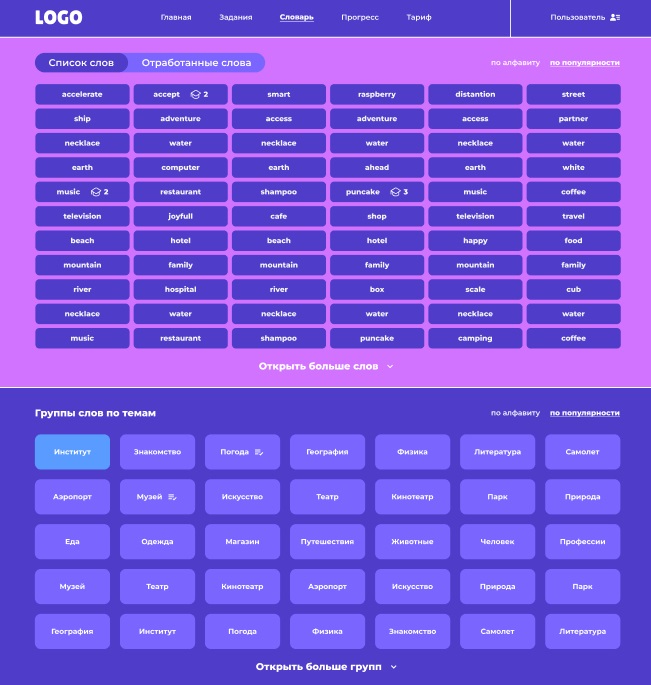 LOGO Главная Задания Словарь Прогресс Тариф Пользователь
Список слов Отработанные слова по алфавиту по популярности
accelerate accept 2 smart raspberry distantion street
ship adventure access adventure access partner
necklace water necklace water necklace water
earth computer earth ahead earth white
music 2 restaurant shampoo puncake 3 music coffee
television joyfull cafe shop television travel
beach hotel beach hotel happy food
mountain family mountain family mountain family
river hospital river box scale cub
necklace water necklace water necklace water
music restaurant shampoo puncake camping coffee
Открыть больше слов
Группы слов по темам по алфавиту по популярности
Институт Знакомство Погода География Физика Литература Самолет
Аэропорт Музей Искусство Театр Кинотеатр Парк Природа
Еда Одежда Магазин Путешествия Животные Человек Профессии
Музей Театр Кинотеатр Аэропорт Искусство Природа Парк
География Институт Погода Физика Знакомство Самолет Литература
Открыть больше групп